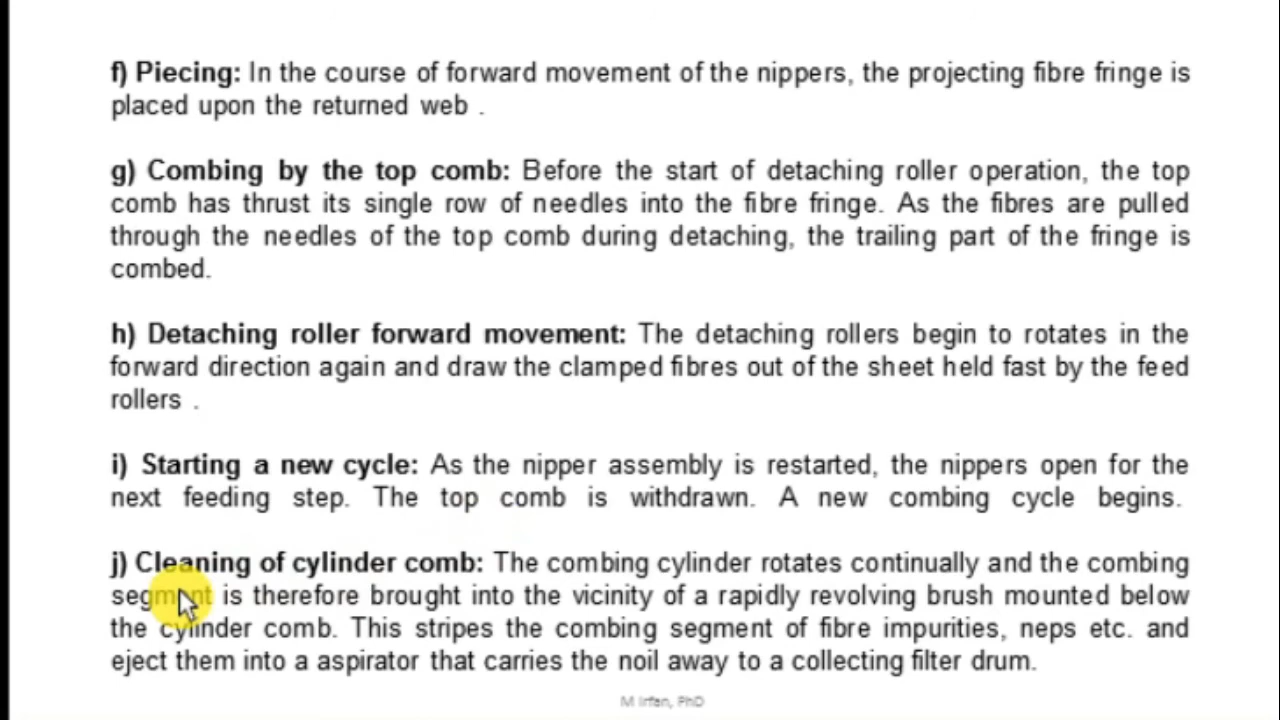 f) Piecing: In the course of forward movement of the nippers, the projecting fibre fringe is
placed upon the returned web .
g) Combing by the top comb: Before the start of detaching roller operation, the top
comb has thrust its single row of needles into the fibre fringe. As the fibres are pulled
through the needles of the top comb during detaching, the trailing part of the fringe is
combed.
h) Detaching roller forward movement: The detaching rollers begin to rotates in the
forward direction again and draw the clamped fibres out of the sheet held fast by the feed
rollers .
i) Starting a new cycle: As the nipper assembly is restarted, the nippers open for the
next feeding step. The top comb is withdrawn. A new combing cycle begins.
j) Cleaning of cylinder comb: The combing cylinder rotates continually and the combing
segment is therefore brought into the vicinity of a rapidly revolving brush mounted below
the cylinder comb. This stripes the combing segment of fibre impurities, neps etc. and
eject them into a aspirator that carries the noil away to a collecting filter drum.
M Irfan, PhD